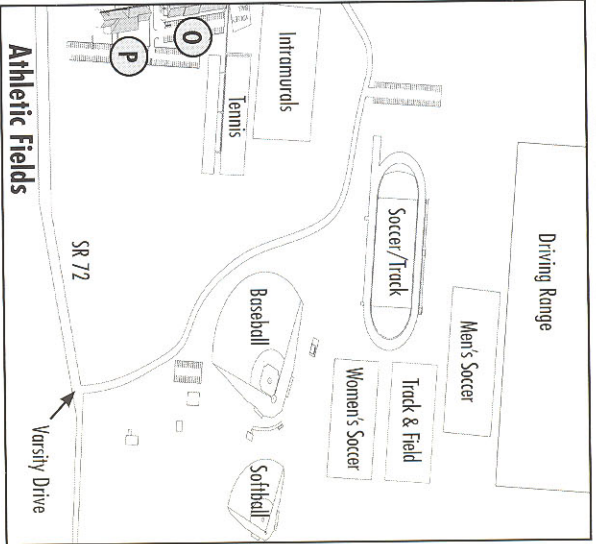 Driving Range
Men's Soccer
Track & Field
Women's Soccer
Soccer/Track
Intramurals
Tennis
Baseball
Softball
O
P
SR 72
Varsity Drive
Athletic Fields